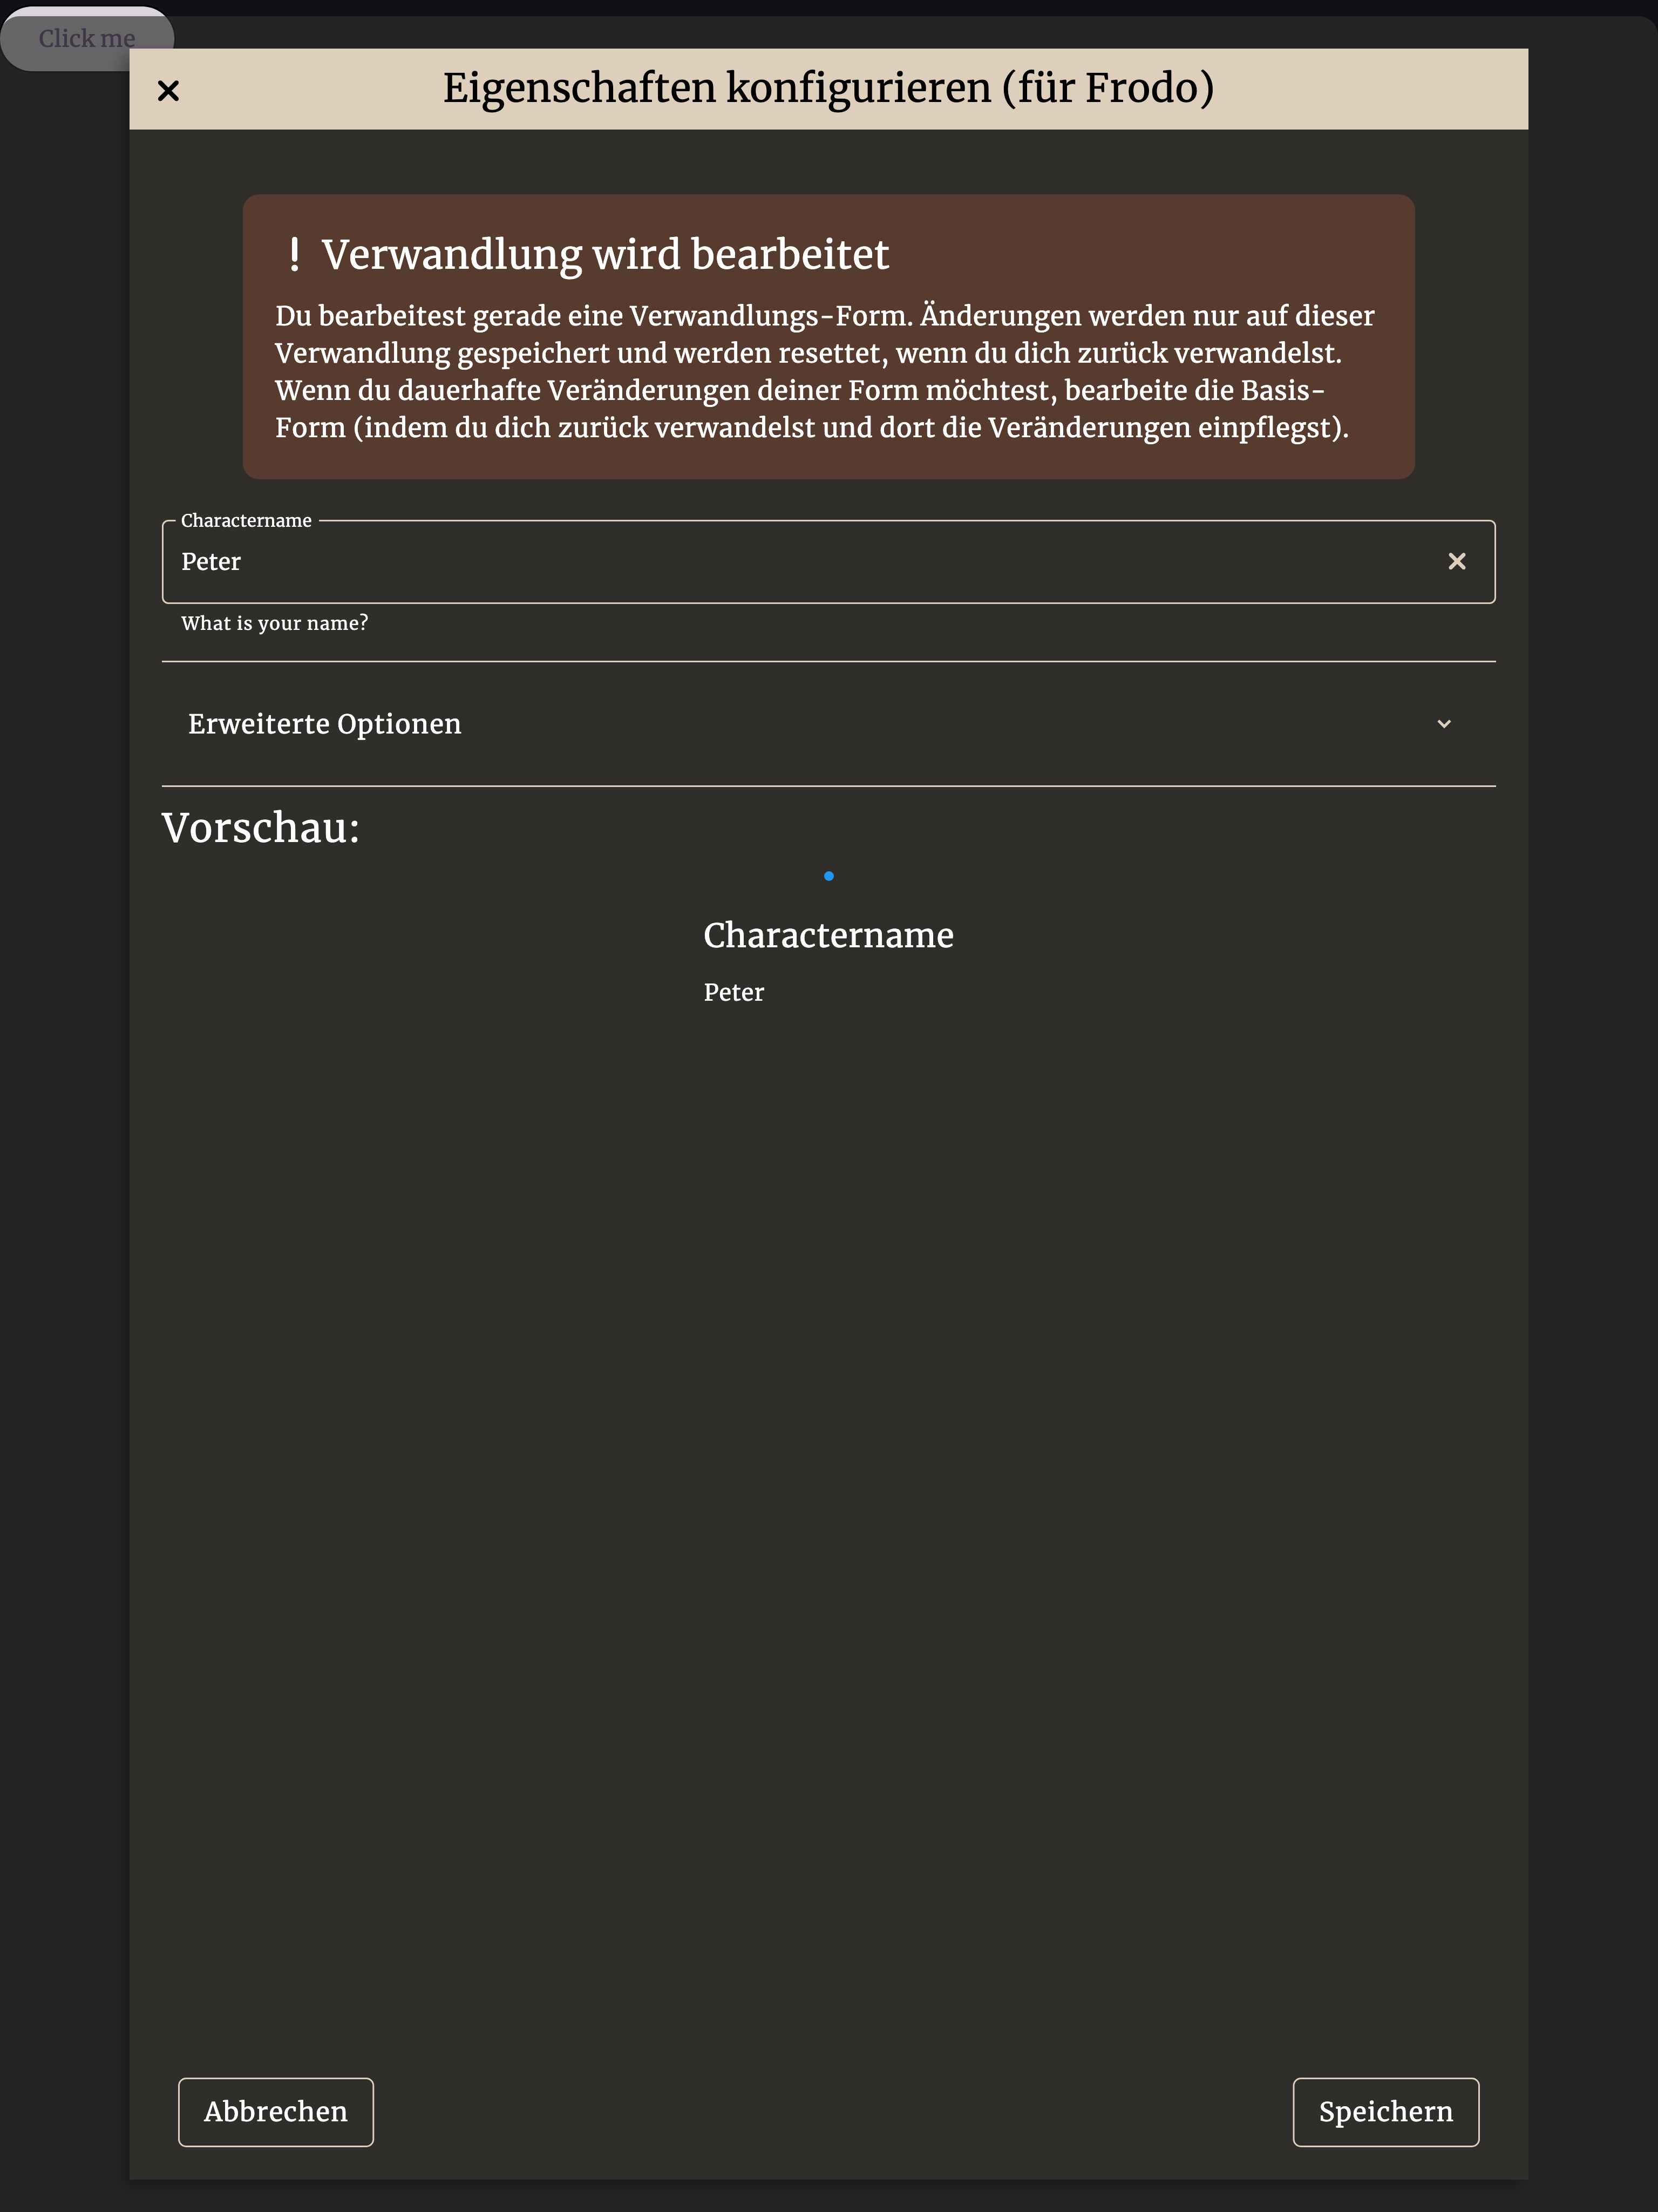 Click me
Eigenschaften konfigurieren (für Frodo)
! Verwandlung wird bearbeitet
Du bearbeitest gerade eine Verwandlungs-Form. Änderungen werden nur auf dieser
Verwandlung gespeichert und werden resettet, wenn du dich zurück verwandelst.
Wenn du dauerhafte Veränderungen deiner Form möchtest, bearbeite die Basis-
Form (indem du dich zurück verwandelst und dort die Veränderungen einpflegst).
Charactername
Peter
What is your name?
Erweiterte Optionen
Vorschau:
Charactername
Peter
Abbrechen
Speichern